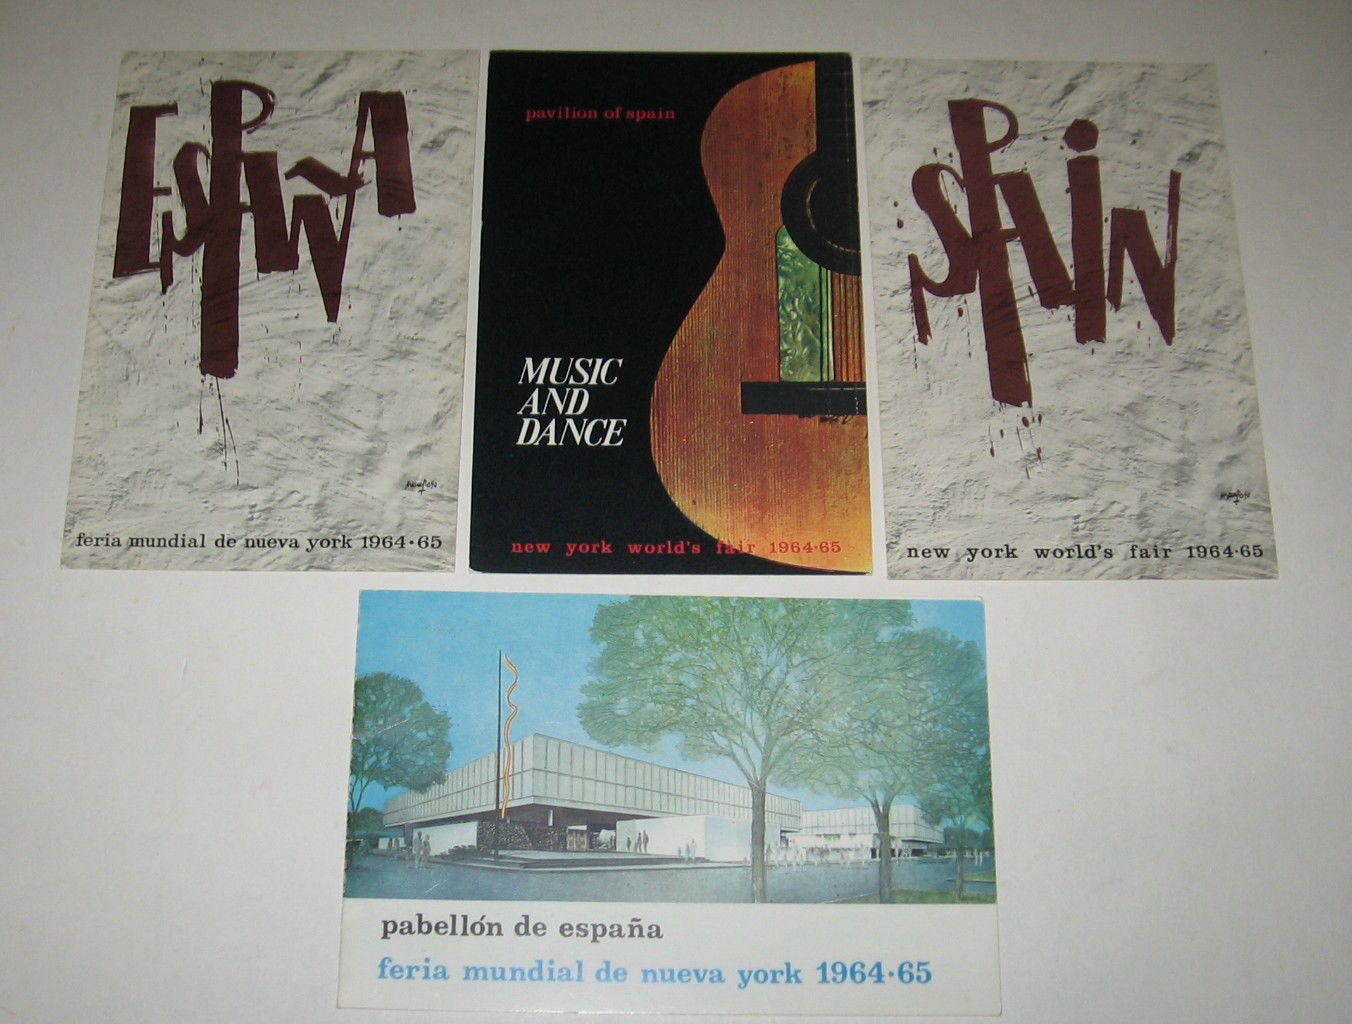 ESPAÑA
feria mundial de nueva york 1964·65
pavilion of spain
MUSIC
AND
DANCE
new york world's fair 1964·65
SPAIN
new york world's fair 1964·65
pabellón de españa
feria mundial de nueva york 1964·65